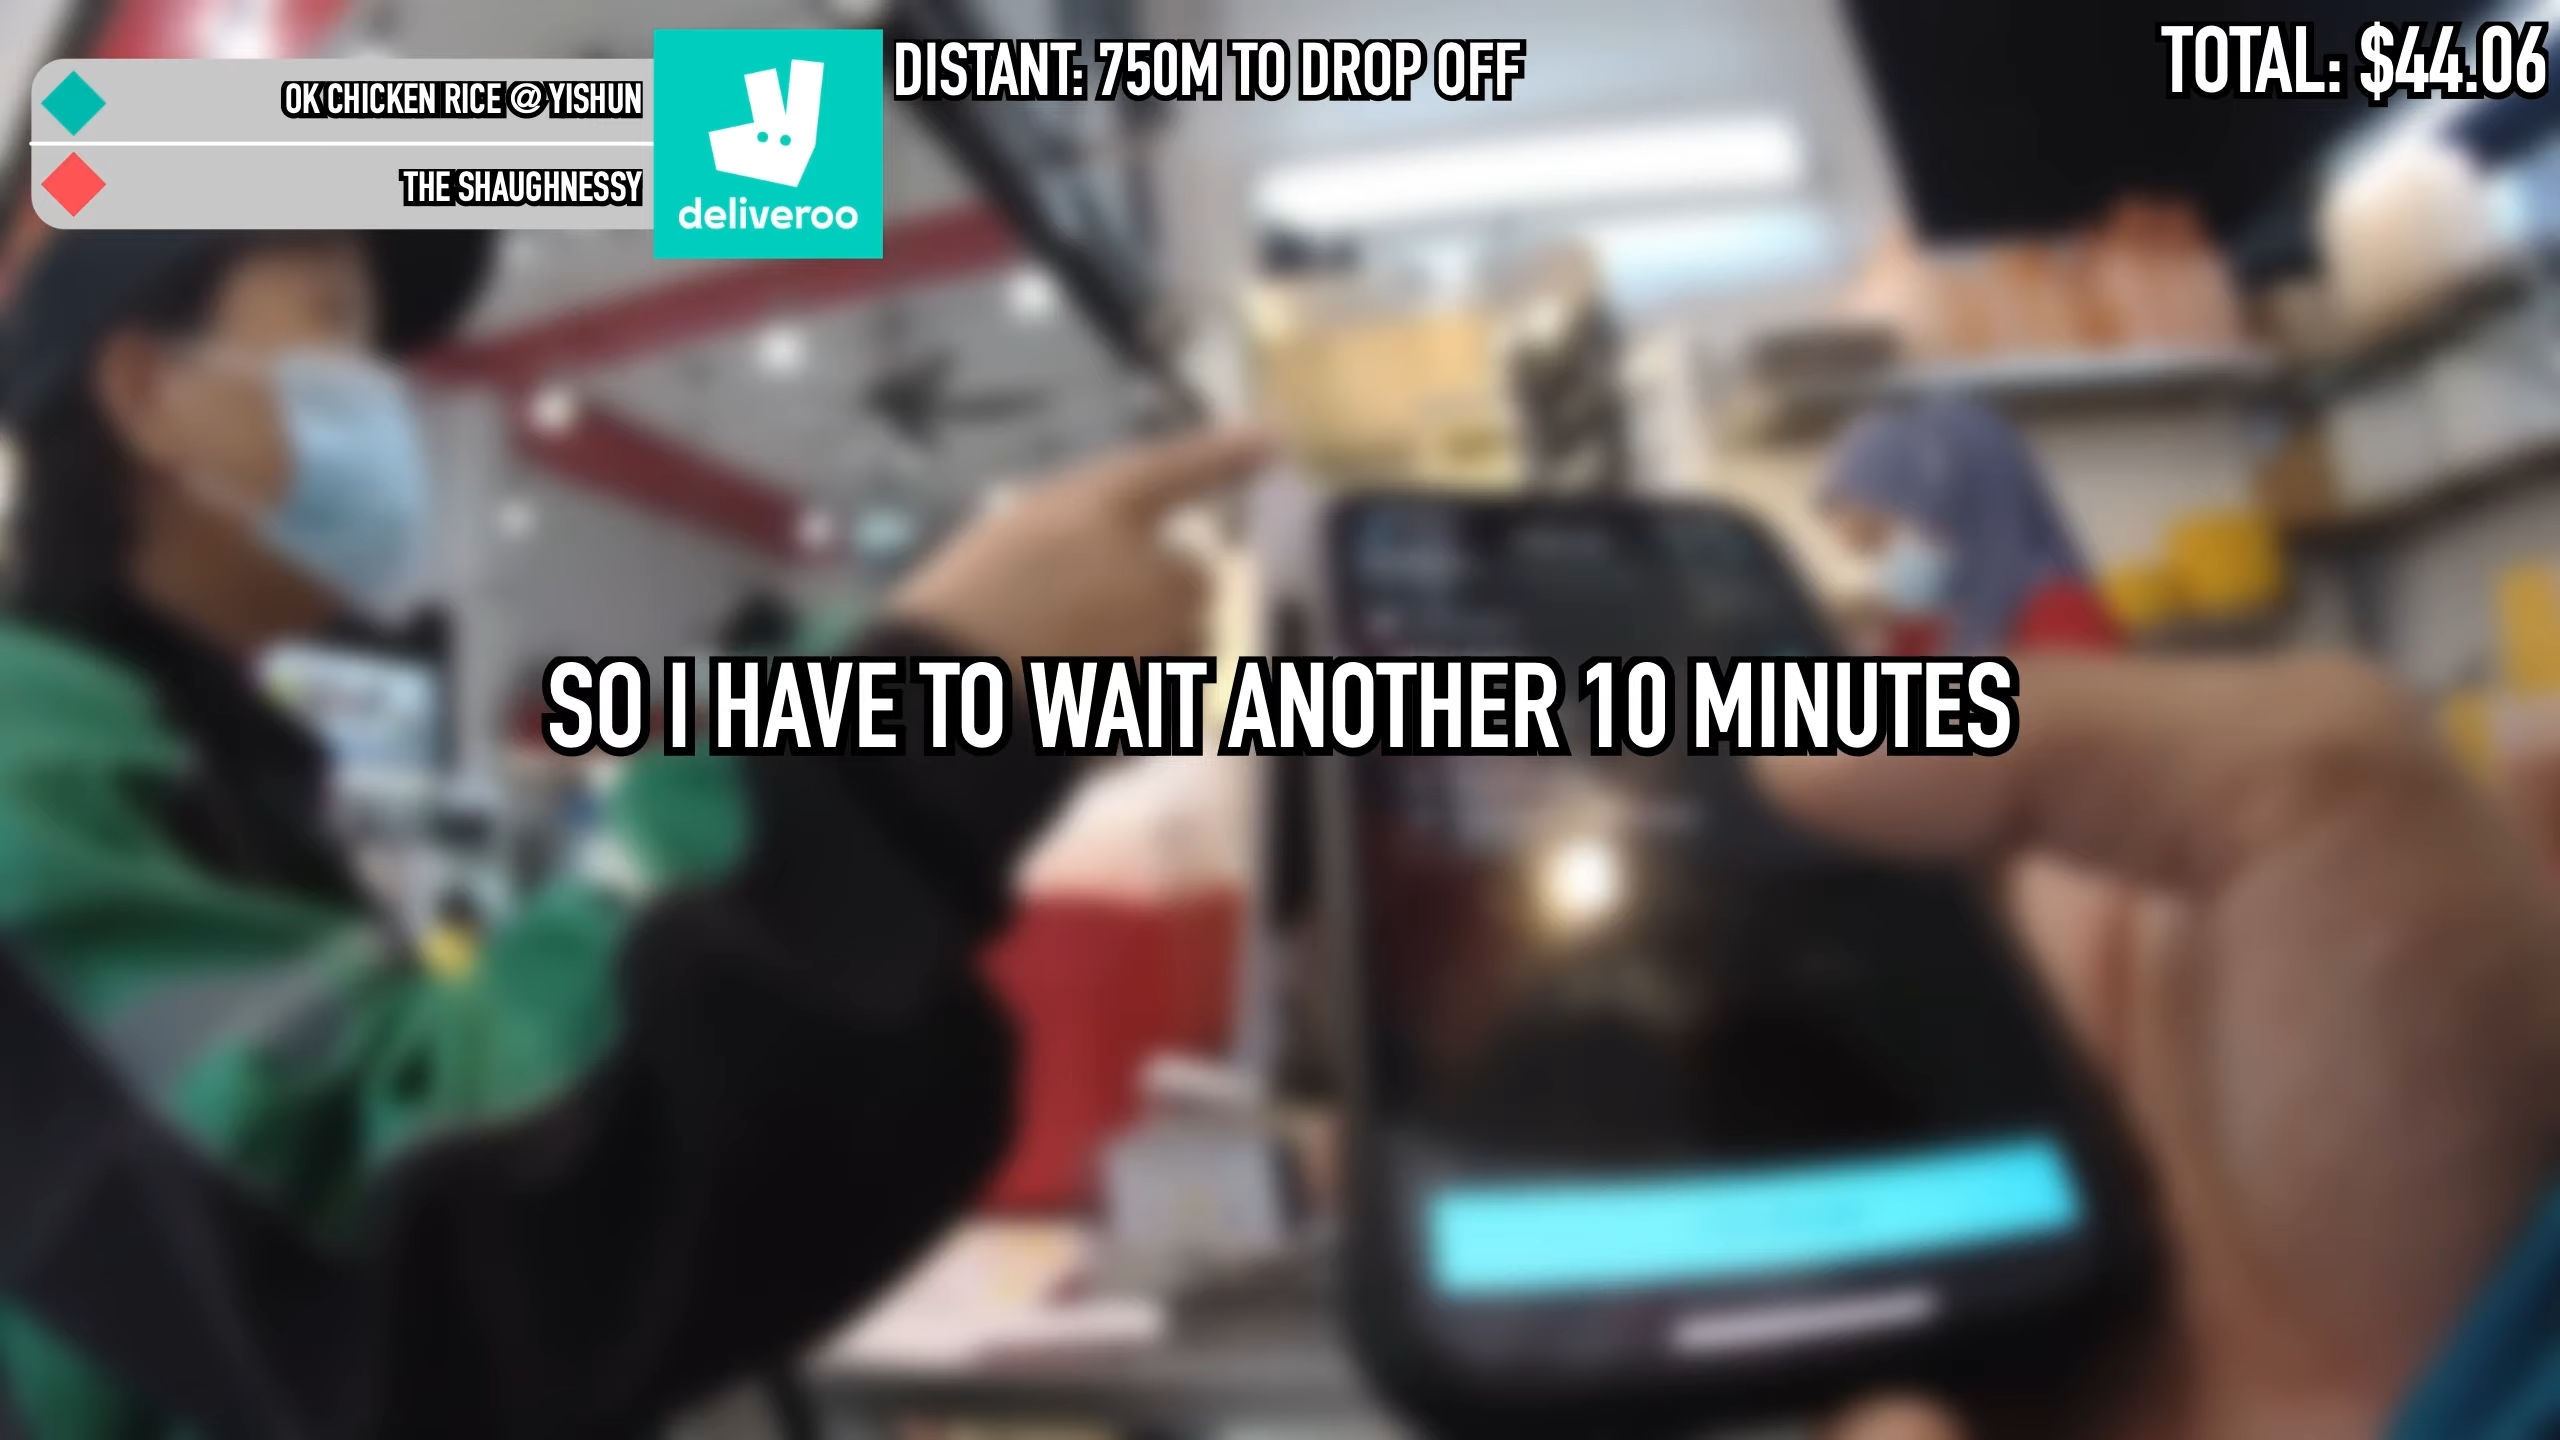 OK CHICKEN RICE @ YISHUN
THE SHAUGHNESSY
deliveroo
DISTANT: 750M TO DROP OFF
TOTAL: $44.06
SO I HAVE TO WAIT ANOTHER 10 MINUTES